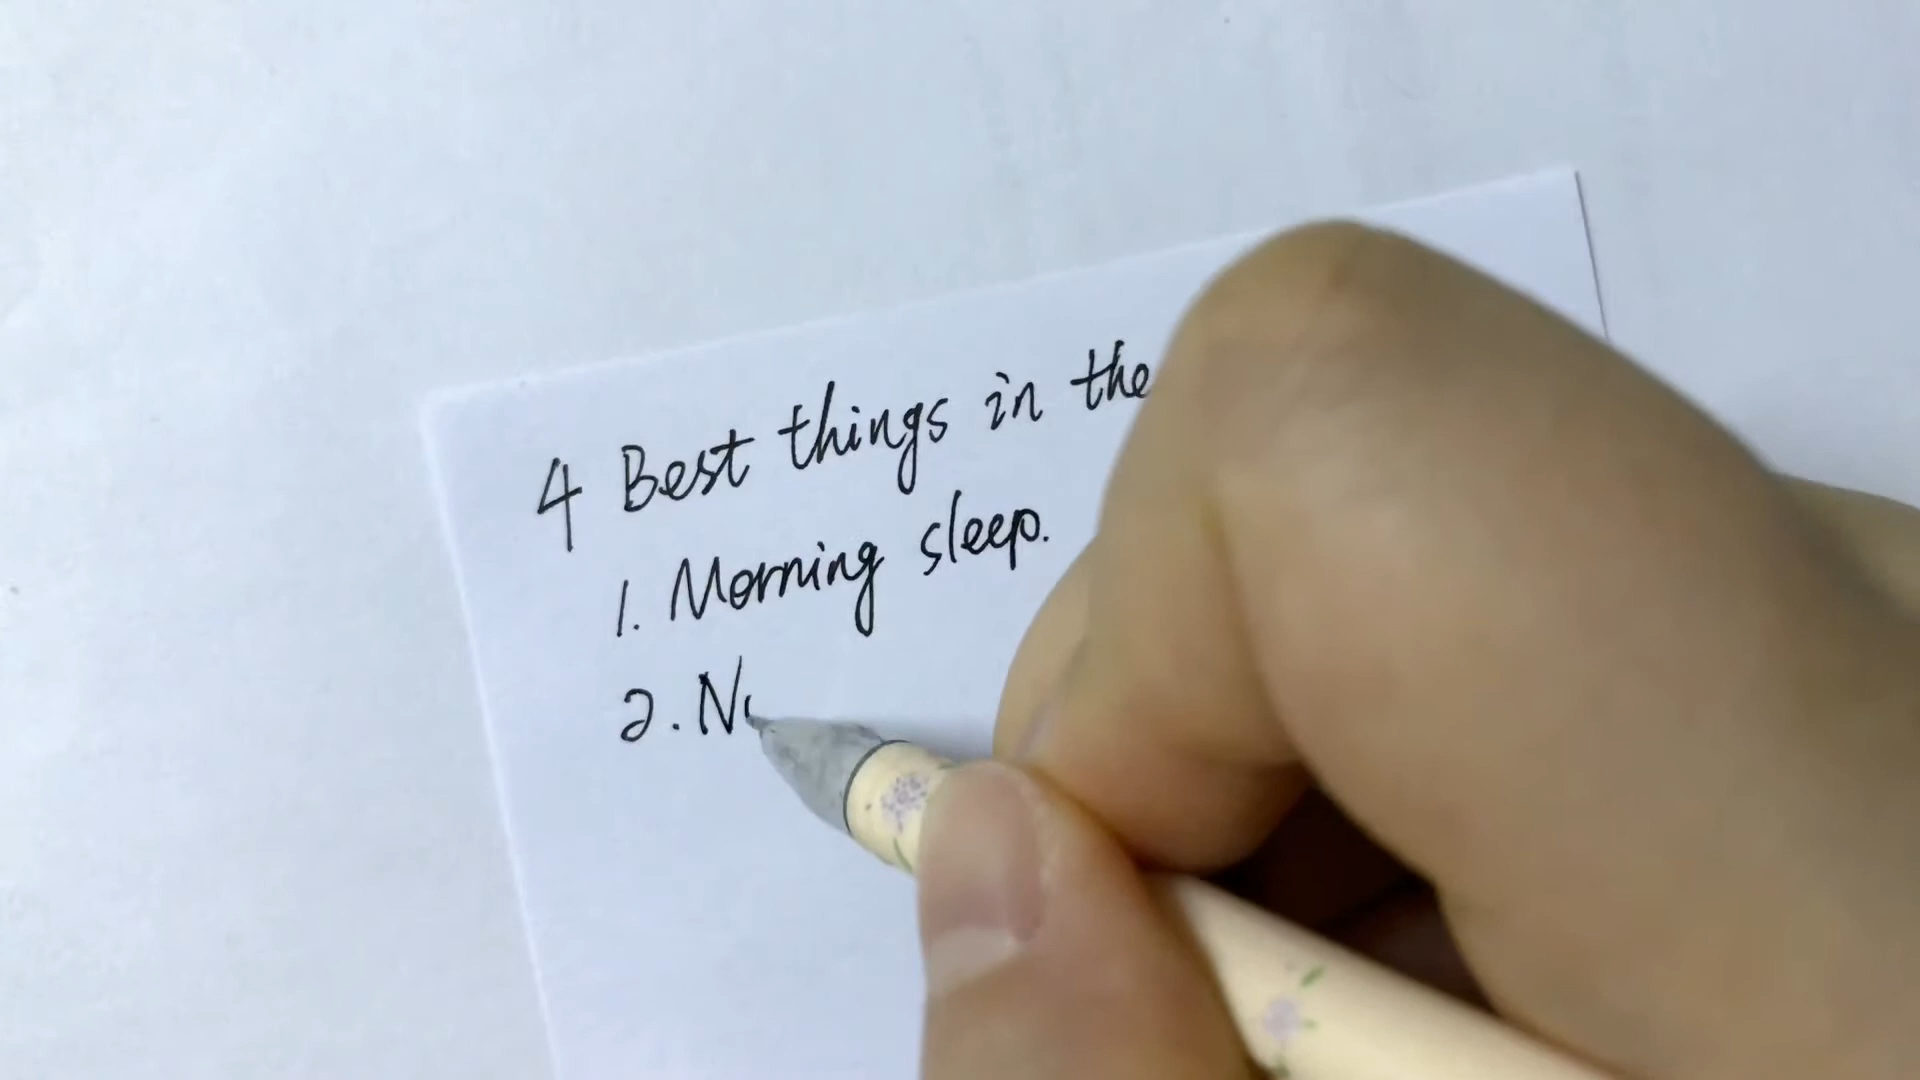 4 Best things in the
1. Morning sleep.
2. N